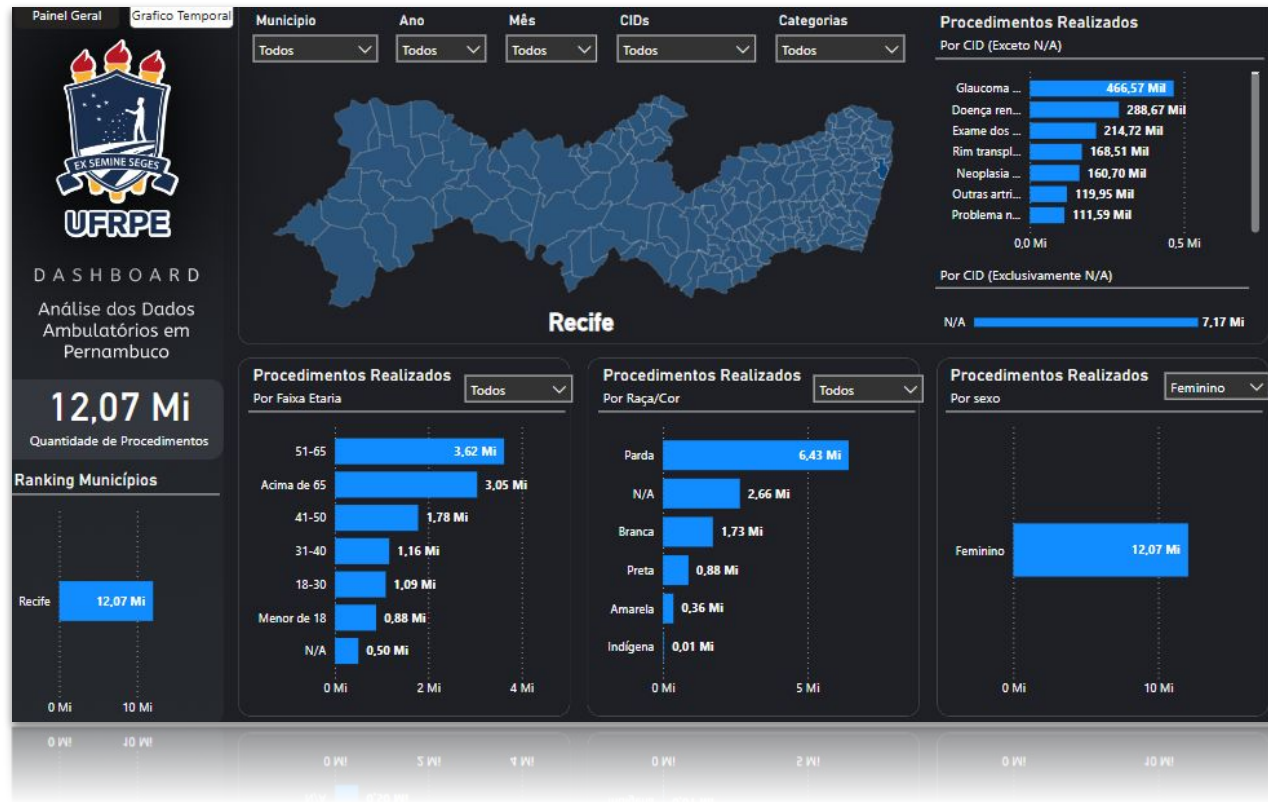 Painel Geral
Grafico Temporal
EX SEMINE SEGES
UFRPE
DASHBOARD
Análise dos Dados
Ambulatórios em
Pernambuco
12,07 Mi
Quantidade de Procedimentos
Ranking Municípios
Recife
12,07 Mi
0 Mi
10 Mi
Municipio
Ano
Mês
CIDs
Categorias
Todos
Todos
Todos
Todos
Todos
Recife
Procedimentos Realizados
Por CID (Exceto N/A)
Glaucoma ... 466,57 Mil
Doença ren... 288,67 Mil
Exame dos ... 214,72 Mil
Rim transpl... 168,51 Mil
Neoplasia ... 160,70 Mil
Outras artri... 119,95 Mil
Problema n... 111,59 Mil
0,0 Mi 0,5 Mi
Por CID (Exclusivamente N/A)
N/A 7,17 Mi
Procedimentos Realizados
Por Faixa Etaria
Todos
51-65 3,62 Mi
Acima de 65 3,05 Mi
41-50 1,78 Mi
31-40 1,16 Mi
18-30 1,09 Mi
Menor de 18 0,88 Mi
N/A 0,50 Mi
0 Mi 2 Mi 4 Mi
Procedimentos Realizados
Por Raça/Cor
Todos
Parda 6,43 Mi
N/A 2,66 Mi
Branca 1,73 Mi
Preta 0,88 Mi
Amarela 0,36 Mi
Indígena 0,01 Mi
0 Mi 5 Mi
Procedimentos Realizados
Por sexo
Feminino
Feminino 12,07 Mi
0 Mi 10 Mi